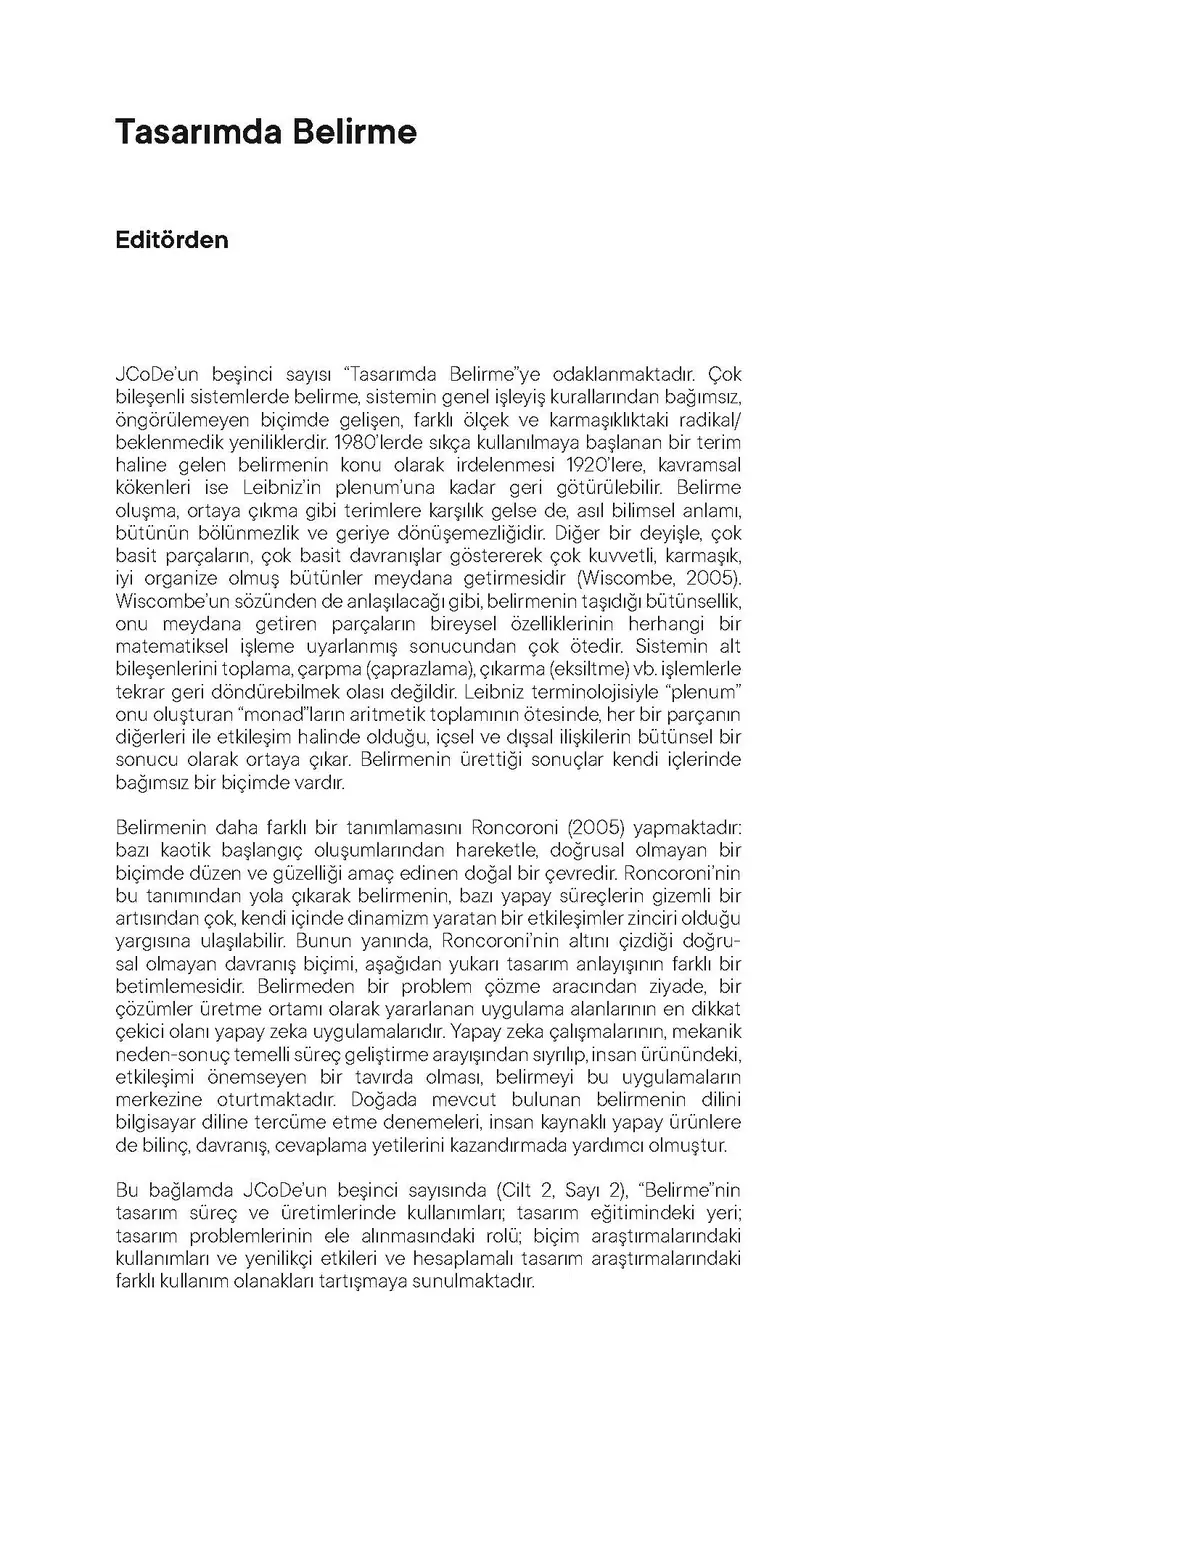 Tasarımda Belirme
Editörden
JCoDe'un beşinci sayısı "Tasarımda Belirme"ye odaklanmaktadır. Çok
bileşenli sistemlerde belirme, sistemin genel işleyiş kurallarından bağımsız,
öngörülemeyen biçimde gelişen, farklı ölçek ve karmaşıklıktaki radikal/
beklenmedik yeniliklerdir. 1980'lerde sıkça kullanılmaya başlanan bir terim
haline gelen belirmenin konu olarak irdelenmesi 1920'lere, kavramsal
kökenleri ise Leibniz'in plenum'una kadar geri götürülebilir. Belirme
oluşma, ortaya çıkma gibi terimlere karşılık gelse de, asıl bilimsel anlamı,
bütünün bölünmezlik ve geriye dönüşemezliğidir. Diğer bir deyişle, çok
basit parçaların, çok basit davranışlar göstererek çok kuvvetli, karmaşık,
iyi organize olmuş bütünler meydana getirmesidir (Wiscombe, 2005).
Wiscombe'un sözünden de anlaşılacağı gibi, belirmenin taşıdığı bütünsellik,
onu meydana getiren parçaların bireysel özelliklerinin herhangi bir
matematiksel işleme uyarlanmış sonucundan çok ötedir. Sistemin alt
bileşenlerini toplama, çarpma (çaprazlama), çıkarma (eksiltme) vb. işlemlerle
tekrar geri döndürebilmek olası değildir. Leibniz terminolojisiyle "plenum"
onu oluşturan "monad"ların aritmetik toplamının ötesinde, her bir parçanın
diğerleri ile etkileşim halinde olduğu, içsel ve dışsal ilişkilerin bütünsel bir
sonucu olarak ortaya çıkar. Belirmenin ürettiği sonuçlar kendi içlerinde
bağımsız bir biçimde vardır.
Belirmenin daha farklı bir tanımlamasını Roncoroni (2005) yapmaktadır:
bazı kaotik başlangıç oluşumlarından hareketle, doğrusal olmayan bir
biçimde düzen ve güzelliği amaç edinen doğal bir çevredir. Roncoroni'nin
bu tanımından yola çıkarak belirmenin, bazı yapay süreçlerin gizemli bir
artısından çok, kendi içinde dinamizm yaratan bir etkileşimler zinciri olduğu
yargısına ulaşılabilir. Bunun yanında, Roncoroni'nin altını çizdiği doğru-
sal olmayan davranış biçimi, aşağıdan yukarı tasarım anlayışının farklı bir
betimlemesidir. Belirmeden bir problem çözme aracından ziyade, bir
çözümler üretme ortamı olarak yararlanan uygulama alanlarının en dikkat
çekici olanı yapay zeka uygulamalarıdır. Yapay zeka çalışmalarının, mekanik
neden-sonuç temelli süreç geliştirme arayışından sıyrılıp, insan ürünündeki,
etkileşimi önemseyen bir tavırda olması, belirmeyi bu uygulamaların
merkezine oturtmaktadır. Doğada mevcut bulunan belirmenin dilini
bilgisayar diline tercüme etme denemeleri, insan kaynaklı yapay ürünlere
de bilinç, davranış, cevaplama yetilerini kazandırmada yardımcı olmuştur.
Bu bağlamda JCoDe'un beşinci sayısında (Cilt 2, Sayı 2), "Belirme"nin
tasarım süreç ve üretimlerinde kullanımları; tasarım eğitimindeki yeri;
tasarım problemlerinin ele alınmasındaki rolü; biçim araştırmalarındaki
kullanımları ve yenilikçi etkileri ve hesaplamalı tasarım araştırmalarındaki
farklı kullanım olanakları tartışmaya sunulmaktadır.